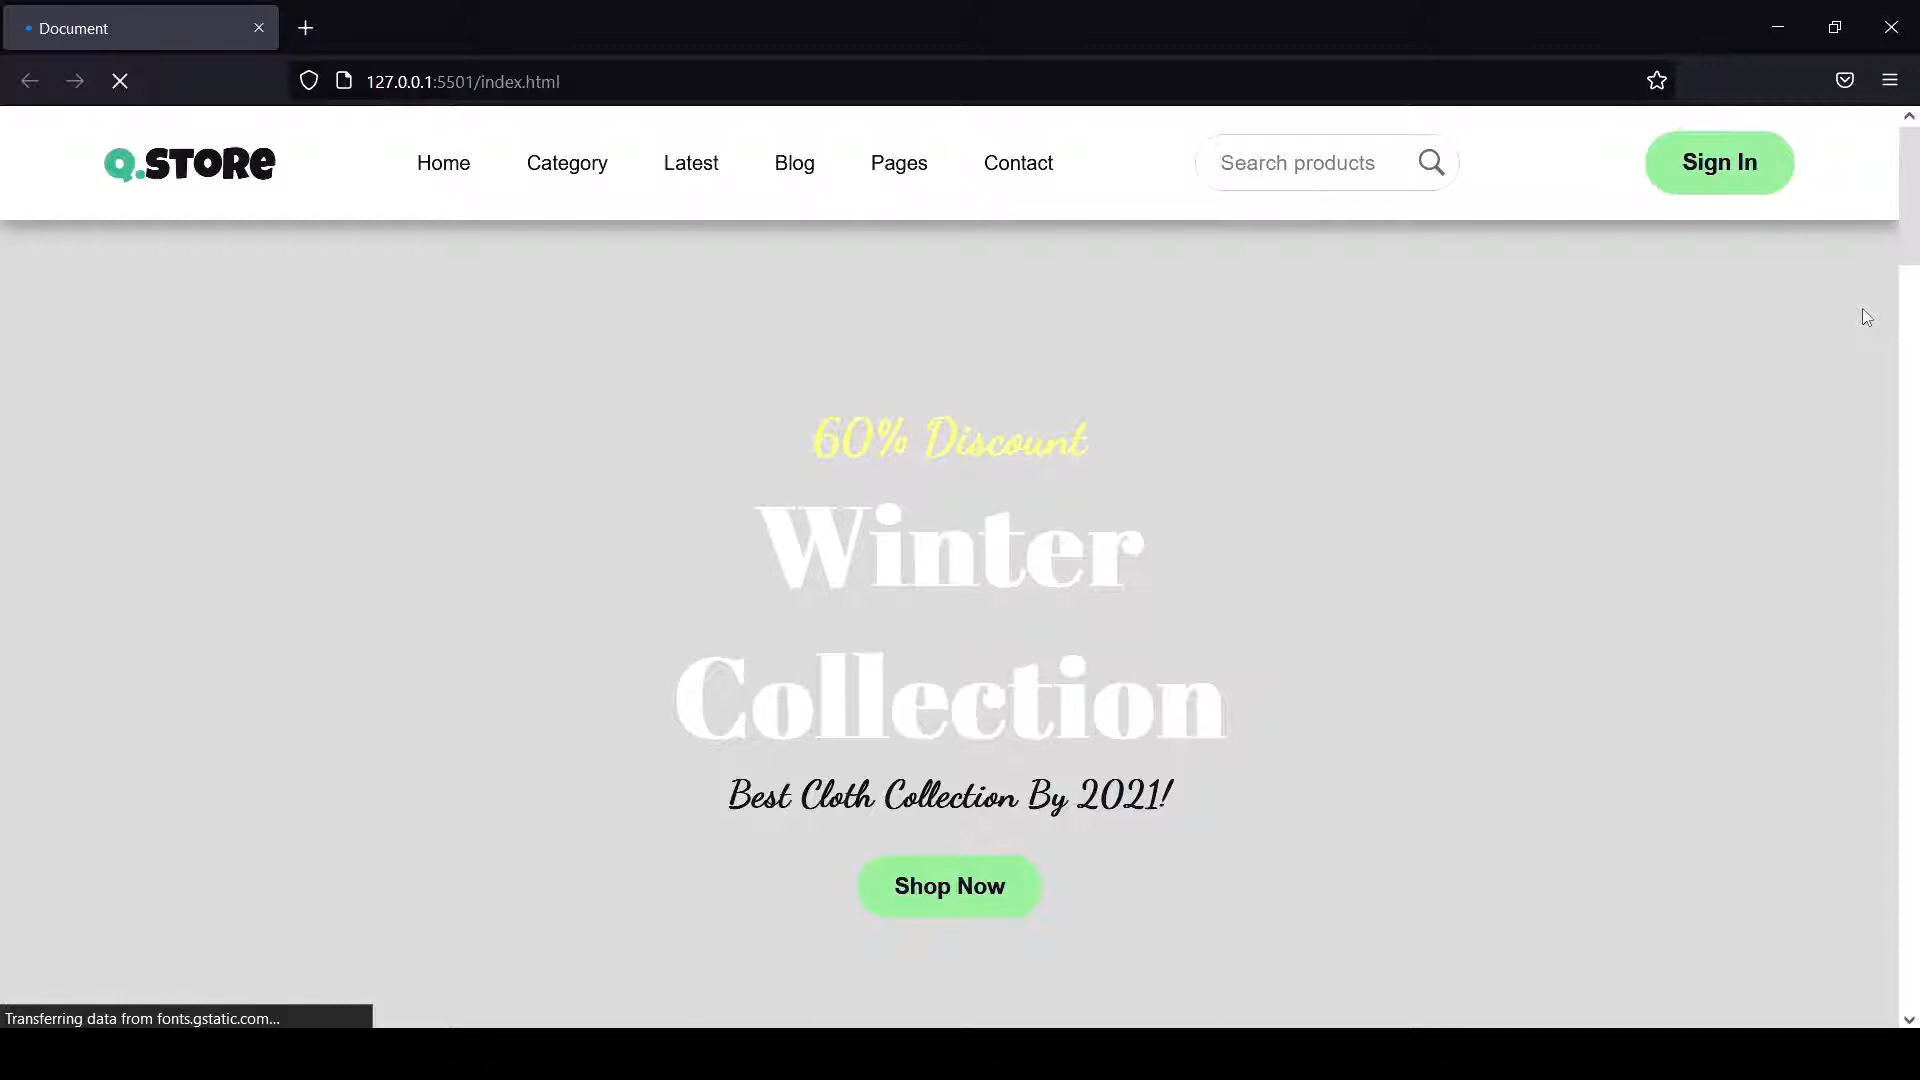 Document
127.0.0.1:5501/index.html
Q.STORE Home Category Latest Blog Pages Contact Search products Sign In
60% Discount
Winter
Collection
Best Cloth Collection By 2021!
Shop Now
Transferring data from fonts.gstatic.com...